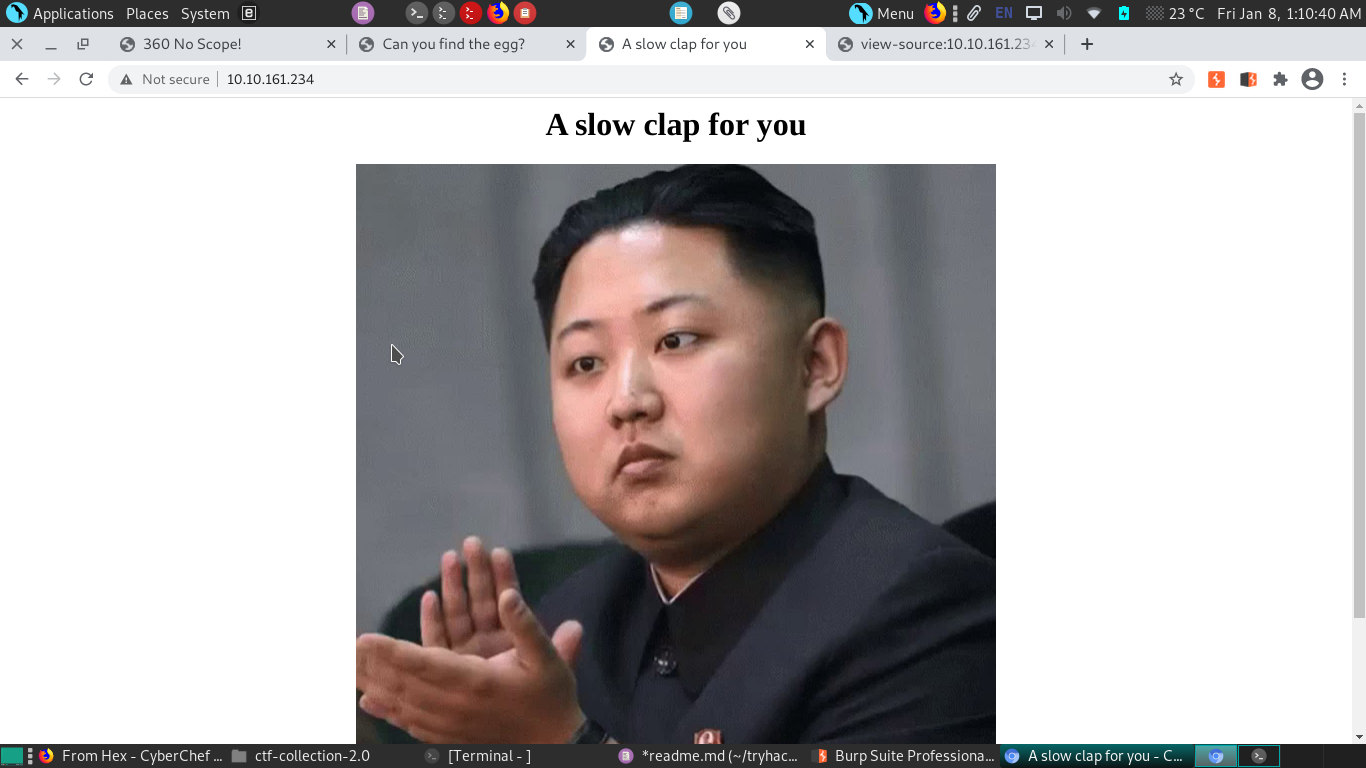 Applications Places System Menu EN 23 °C Fri Jan 8, 1:10:40 AM
360 No Scope! Can you find the egg? A slow clap for you view-source:10.10.161.234
Not secure 10.10.161.234
A slow clap for you
From Hex - CyberChef ... ctf-collection-2.0 [Terminal - ] *readme.md (~/tryhac... Burp Suite Professiona... A slow clap for you - C...